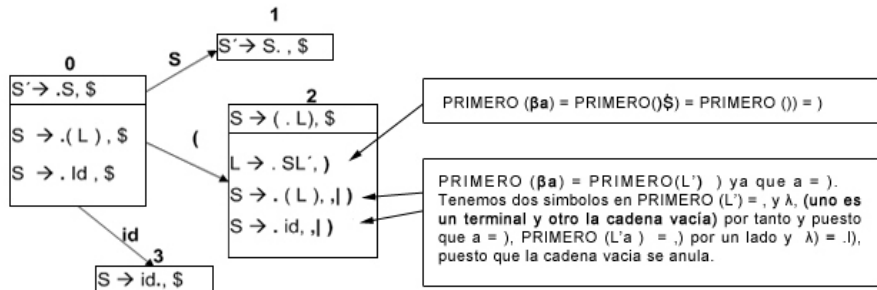 1
S´→ S. , $
0
S
S´→ .S, $
S → .( L ) , $
S → . Id , $
(
2
S → ( . L), $
L → . SL´, )
S → . ( L ), ,| )
S → . id, ,| )
id
3
S → id., $
PRIMERO (βa) = PRIMERO()$) = PRIMERO ()) = )
PRIMERO (βa) = PRIMERO(L') ) ya que a = ).
Tenemos dos simbolos en PRIMERO (L') = , y λ, (uno es
un terminal y otro la cadena vacía) por tanto y puesto
que a = ), PRIMERO (L'a ) = ,) por un lado y λ) = .l),
puesto que la cadena vacia se anula.